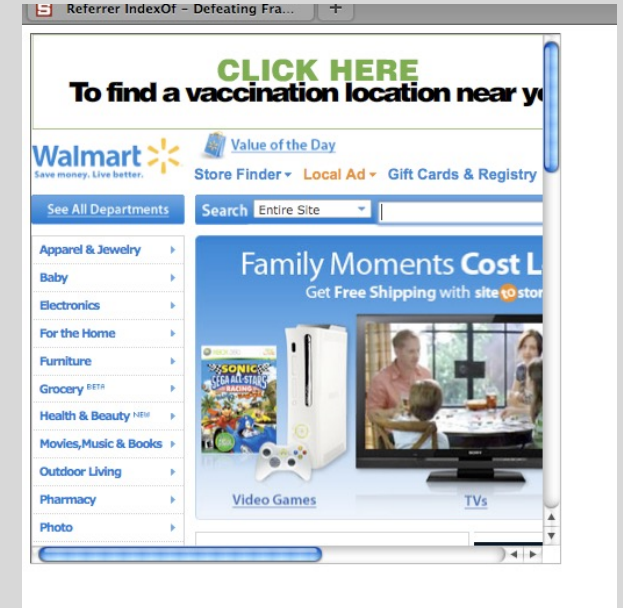 Referrer IndexOf – Defeating Fra...
CLICK HERE
To find a vaccination location near
Walmart
Save money. Live better.
Value of the Day
Store Finder Local Ad Gift Cards & Registry
See All Departments
Search Entire Site
Apparel & Jewelry
Baby
Electronics
For the Home
Furniture
Grocery BETA
Health & Beauty NEW
Movies,Music & Books
Outdoor Living
Pharmacy
Photo
Family Moments Cost L
Get Free Shipping with site to stor
XBOX 360
SONIC
SEGA ALL-STARS
RACING
SONY
Video Games
TVs